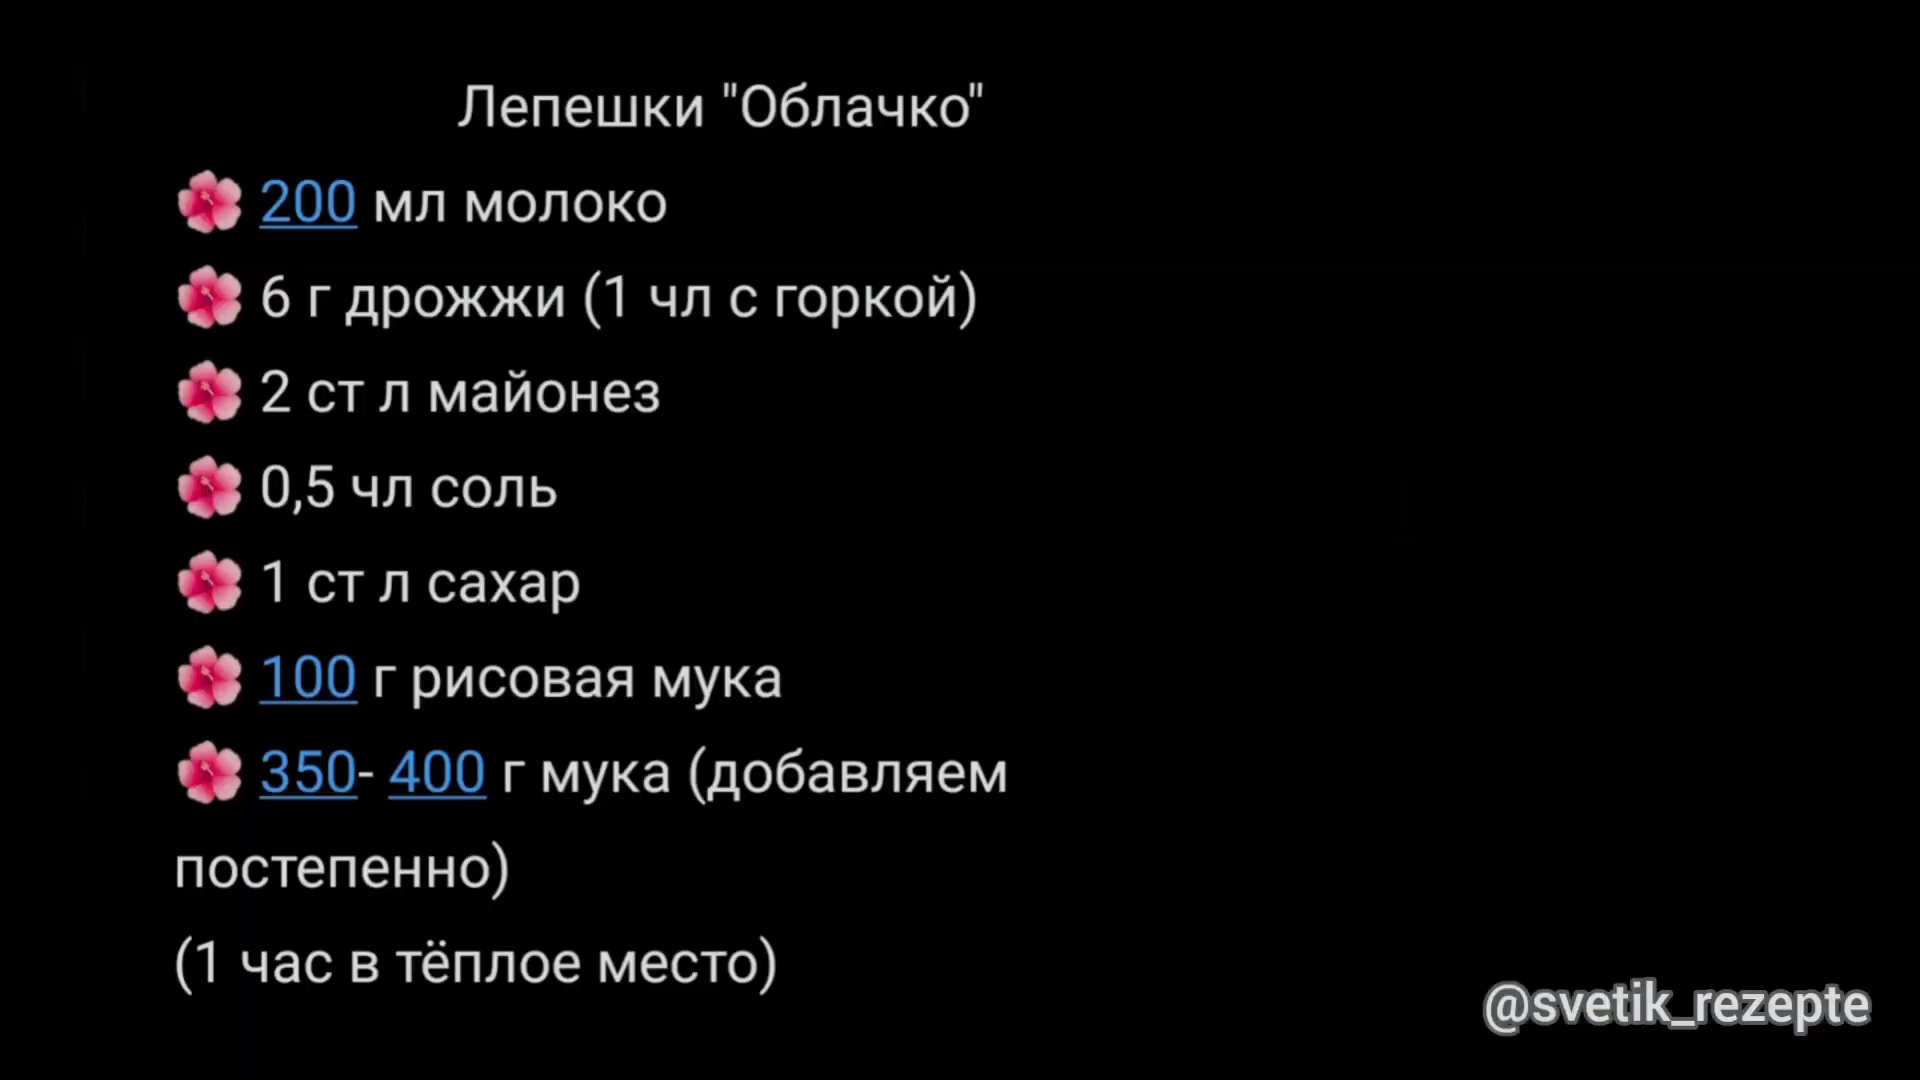 Лепешки "Облачко"
🌺 200 мл молоко
🌺 6 г дрожжи (1 чл с горкой)
🌺 2 ст л майонез
🌺 0,5 чл соль
🌺 1 ст л сахар
🌺 100 г рисовая мука
🌺 350- 400 г мука (добавляем
постепенно)
(1 час в тёплое место)
@svetik_rezepte